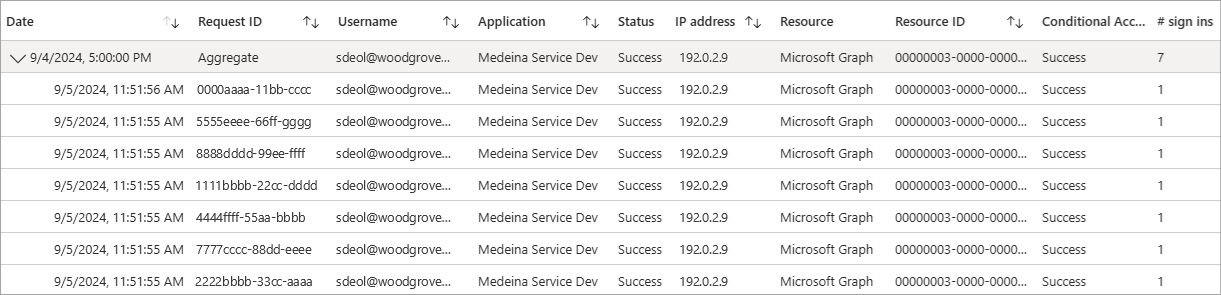 Date Request ID Username Application Status IP address Resource Resource ID Conditional Acc... # sign ins
9/4/2024, 5:00:00 PM Aggregate sdeol@woodgrove... Medeina Service Dev Success 192.0.2.9 Microsoft Graph 00000003-0000-0000... Success 7
9/5/2024, 11:51:56 AM 0000aaaa-11bb-cccc sdeol@woodgrove... Medeina Service Dev Success 192.0.2.9 Microsoft Graph 00000003-0000-0000... Success 1
9/5/2024, 11:51:55 AM 5555eeee-66ff-gggg sdeol@woodgrove... Medeina Service Dev Success 192.0.2.9 Microsoft Graph 00000003-0000-0000... Success 1
9/5/2024, 11:51:55 AM 8888dddd-99ee-ffff sdeol@woodgrove... Medeina Service Dev Success 192.0.2.9 Microsoft Graph 00000003-0000-0000... Success 1
9/5/2024, 11:51:55 AM 1111bbbb-22cc-dddd sdeol@woodgrove... Medeina Service Dev Success 192.0.2.9 Microsoft Graph 00000003-0000-0000... Success 1
9/5/2024, 11:51:55 AM 4444ffff-55aa-bbbb sdeol@woodgrove... Medeina Service Dev Success 192.0.2.9 Microsoft Graph 00000003-0000-0000... Success 1
9/5/2024, 11:51:55 AM 7777cccc-88dd-eeee sdeol@woodgrove... Medeina Service Dev Success 192.0.2.9 Microsoft Graph 00000003-0000-0000... Success 1
9/5/2024, 11:51:55 AM 2222bbbb-33cc-aaaa sdeol@woodgrove... Medeina Service Dev Success 192.0.2.9 Microsoft Graph 00000003-0000-0000... Success 1